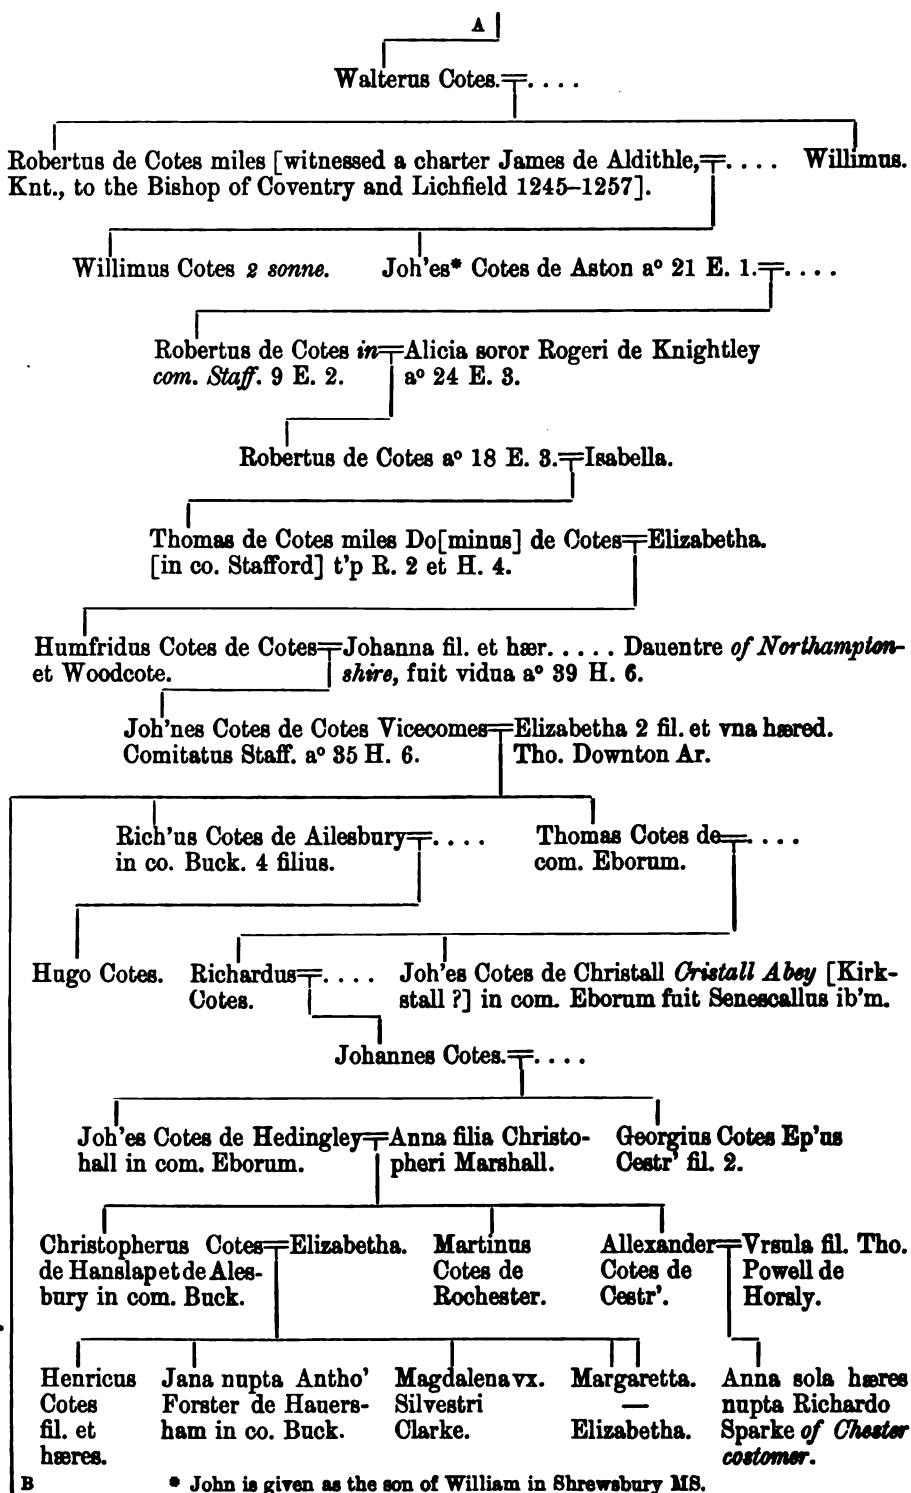 A
Walterus Cotes.=. . . .
Robertus de Cotes miles [witnessed a charter James de Aldithle,=. . . . Willimus.
Knt., to the Bishop of Coventry and Lichfield 1245–1257].
Willimus Cotes 2 sonne. Joh'es* Cotes de Aston aº 21 E. 1.=. . . .
Robertus de Cotes in=Alicia soror Rogeri de Knightley
com. Staff. 9 E. 2. aº 24 E. 3.
Robertus de Cotes aº 18 E. 3.=Isabella.
Thomas de Cotes miles Do[minus] de Cotes=Elizabetha.
[in co. Stafford] t'p R. 2 et H. 4.
Humfridus Cotes de Cotes=Johanna fil. et hær. . . . . Dauentre of Northampton-
et Woodcote. shire, fuit vidua aº 39 H. 6.
Joh'nes Cotes de Cotes Vicecomes=Elizabetha 2 fil. et vna hæred.
Comitatus Staff. aº 35 H. 6. Tho. Downton Ar.
Rich'us Cotes de Ailesbury=. . . . Thomas Cotes de=. . . .
in co. Buck. 4 filius. com. Eborum.
Hugo Cotes. Richardus=. . . . Joh'es Cotes de Christall Cristall Abey [Kirk-
Cotes. stall ?] in com. Eborum fuit Senescallus ib'm.
Johannes Cotes.=. . . .
Joh'es Cotes de Hedingley=Anna filia Christo- Georgius Cotes Ep'us
hall in com. Eborum. pheri Marshall. Cestr' fil. 2.
Christopherus Cotes=Elizabetha. Martinus Allexander=Vrsula fil. Tho.
de Hanslap et de Ales- Cotes de Cotes de Powell de
bury in com. Buck. Rochester. Cestr'. Horsly.
Henricus Jana nupta Antho' Magdalena vx. Margaretta. Anna sola hæres
Cotes Forster de Hauers- Silvestri — nupta Richardo
fil. et ham in co. Buck. Clarke. Elizabetha. Sparke of Chester
hæres. costomer.
B * John is given as the son of William in Shrewsbury MS.